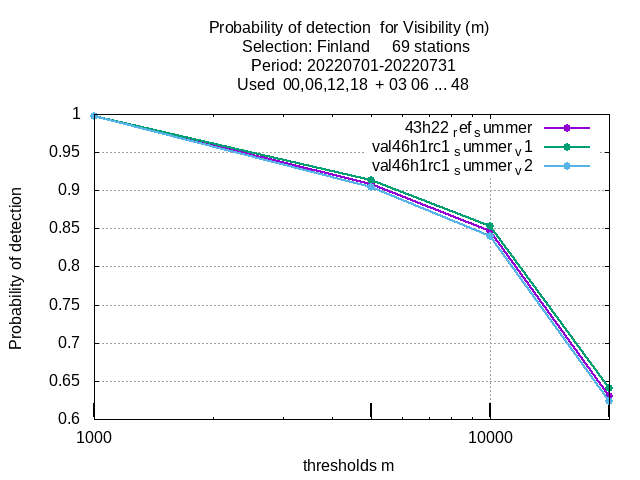 Probability of detection  for Visibility (m)
Selection: Finland     69 stations
Period: 20220701-20220731
Used  00,06,12,18  + 03 06 ... 48
Probability of detection
1
0.95
0.9
0.85
0.8
0.75
0.7
0.65
0.6
43h22 ref summer
val46h1rc1 summer v1
val46h1rc1 summer v2
1000
10000
thresholds m